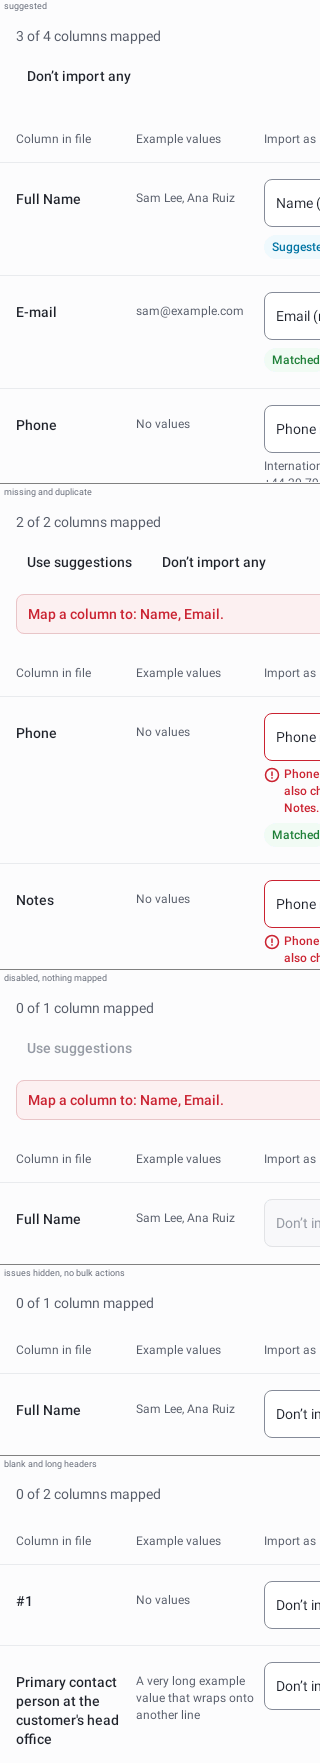 suggested
3 of 4 columns mapped
Don't import any
Column in file Example values Import as
Full Name Sam Lee, Ana Ruiz Name (
Suggeste
E-mail sam@example.com Email (
Matched
Phone No values Phone
Internation
missing and duplicate
2 of 2 columns mapped
Use suggestions Don't import any
Map a column to: Name, Email.
Column in file Example values Import as
Phone No values Phone
Phone
also ch
Notes.
Matched
Notes No values Phone
Phone
also ch
disabled, nothing mapped
0 of 1 column mapped
Use suggestions
Map a column to: Name, Email.
Column in file Example values Import as
Full Name Sam Lee, Ana Ruiz Don't in
issues hidden, no bulk actions
0 of 1 column mapped
Column in file Example values Import as
Full Name Sam Lee, Ana Ruiz Don't in
blank and long headers
0 of 2 columns mapped
Column in file Example values Import as
#1 No values Don't in
Primary contact A very long example Don't in
person at the value that wraps onto
customer's head another line
office